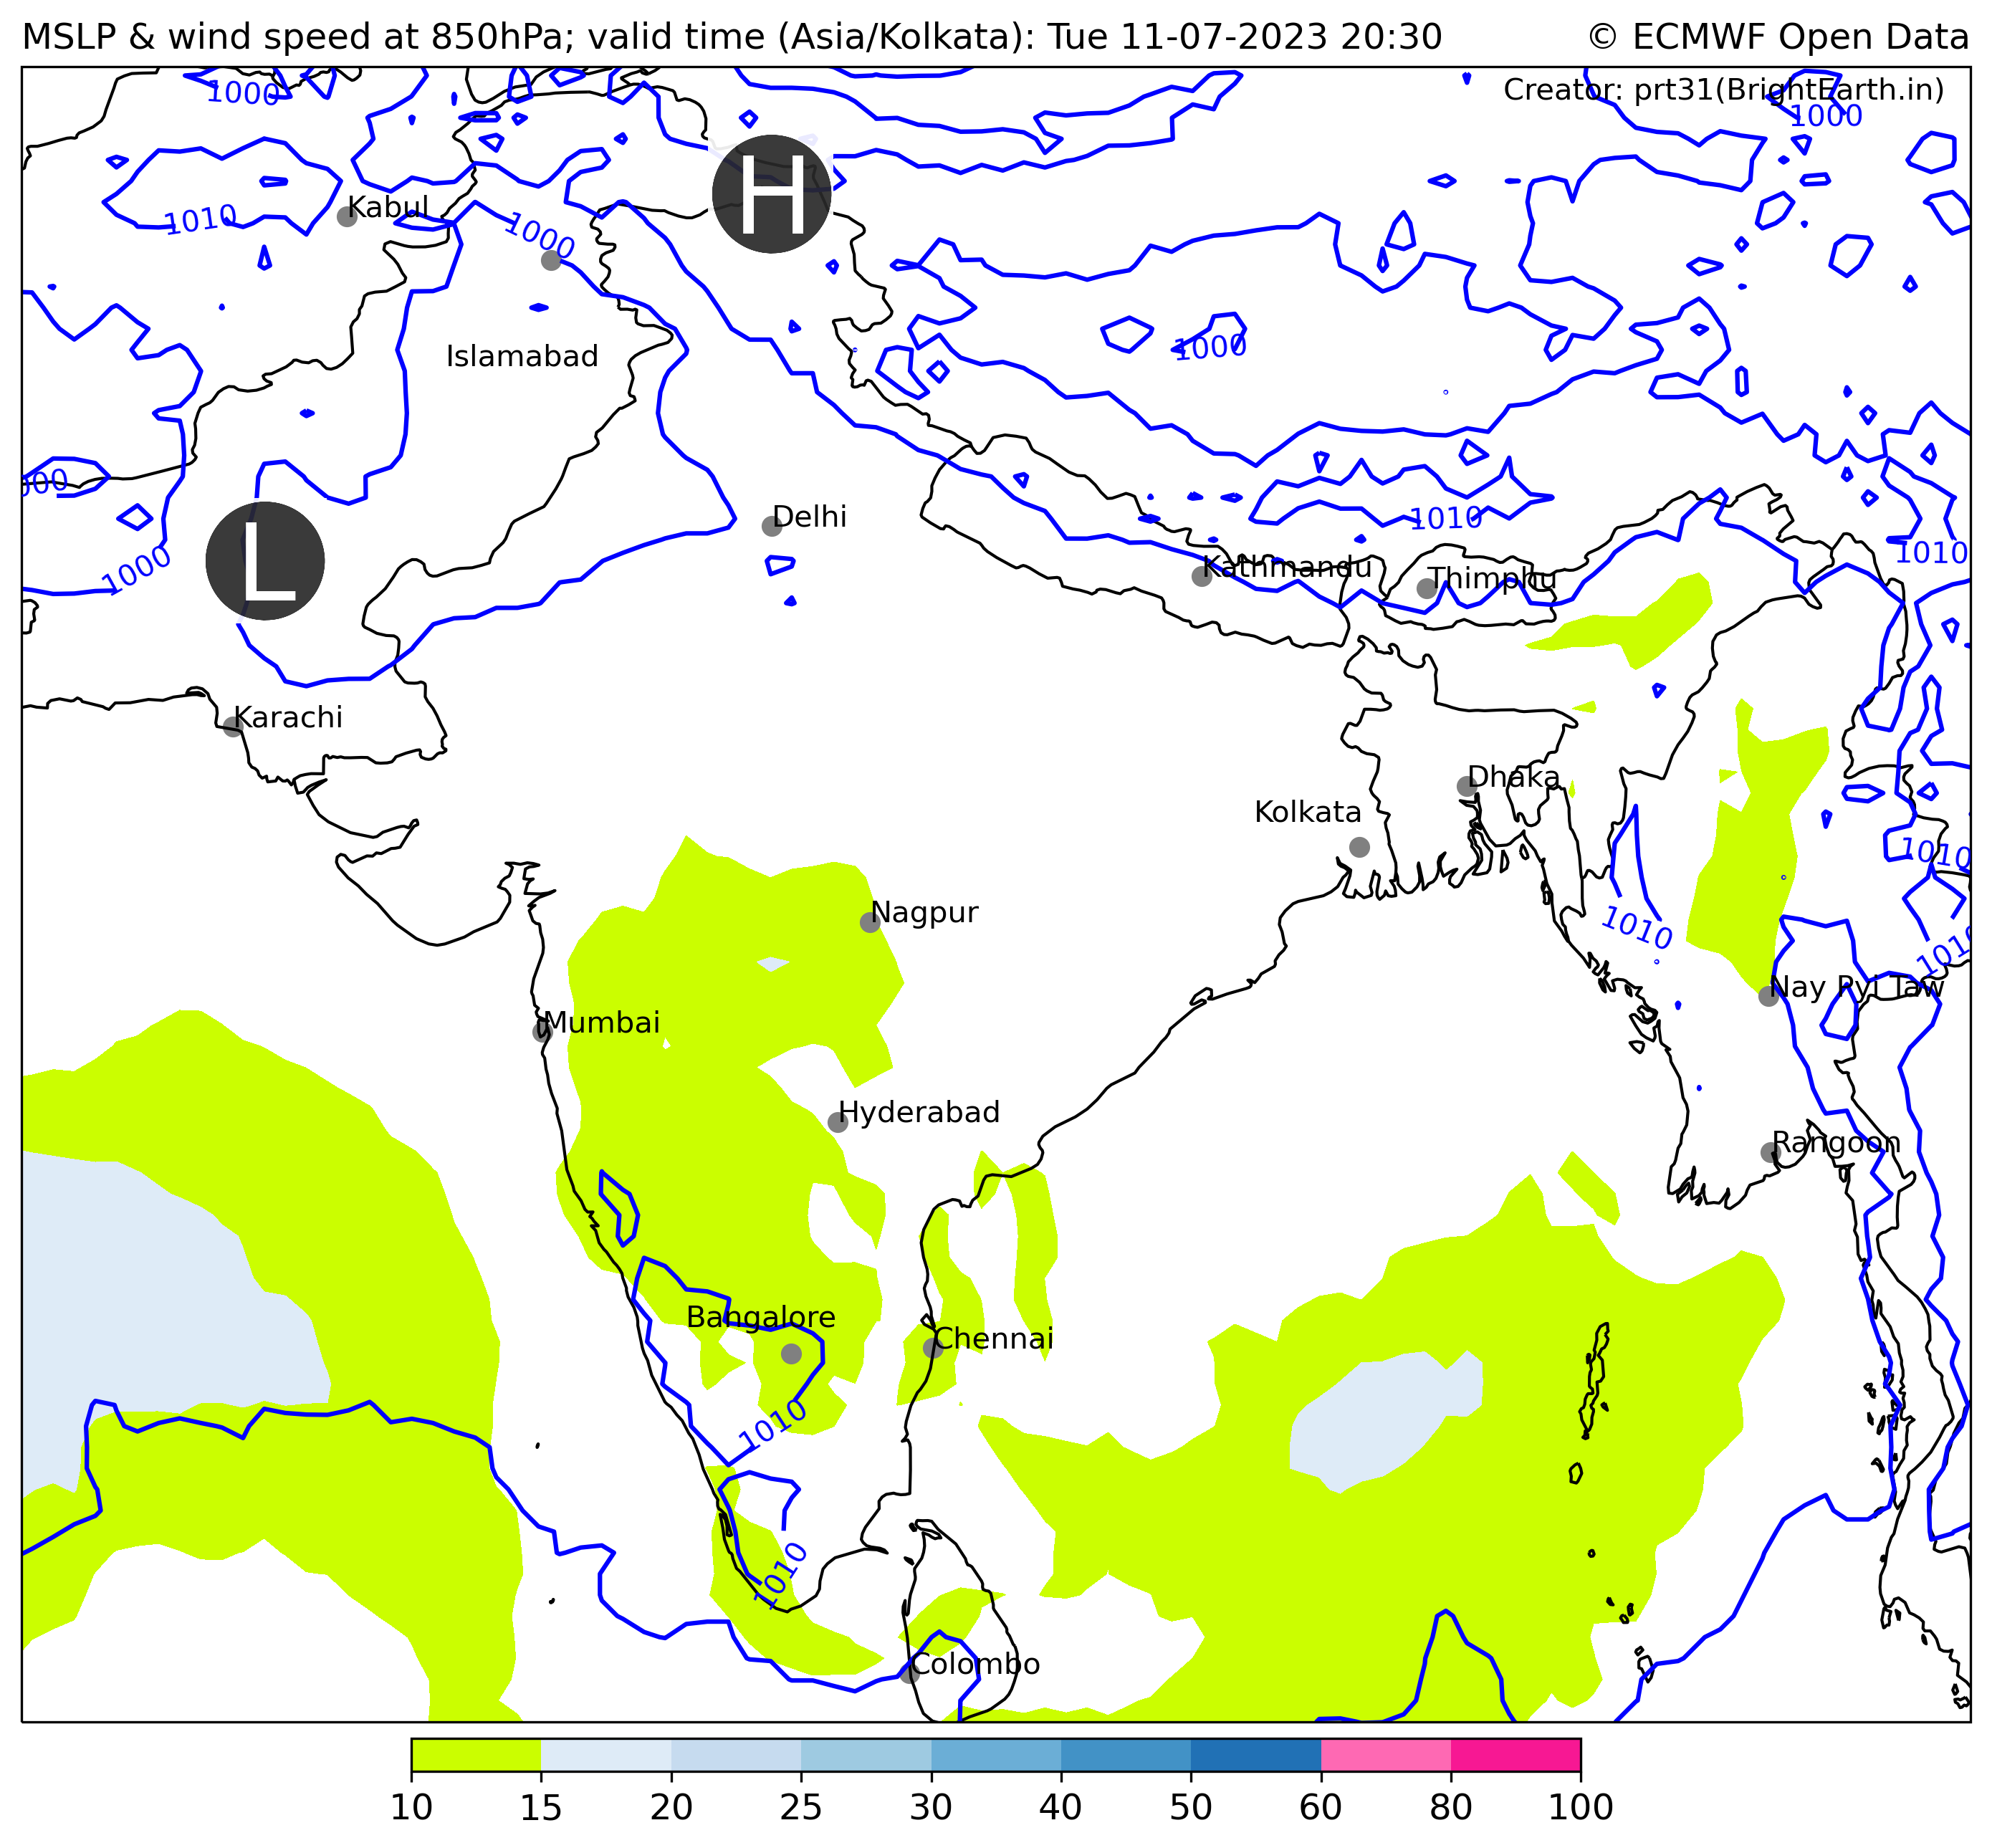 MSLP & wind speed at 850hPa; valid time (Asia/Kolkata): Tue 11-07-2023 20:30
© ECMWF Open Data
Creator: prt31(BrightEarth.in)
1000
1000
H
Kabul
1010
1000
1000
Islamabad
L
Delhi
1010
1010
1000
Kathmandu
Thimphu
Karachi
Dhaka
Kolkata
1010
Nagpur
1010
1010
Nay Pyi Taw
Mumbai
Hyderabad
Rangoon
Bangalore
Chennai
1010
1010
Colombo
10 15 20 25 30 40 50 60 80 100